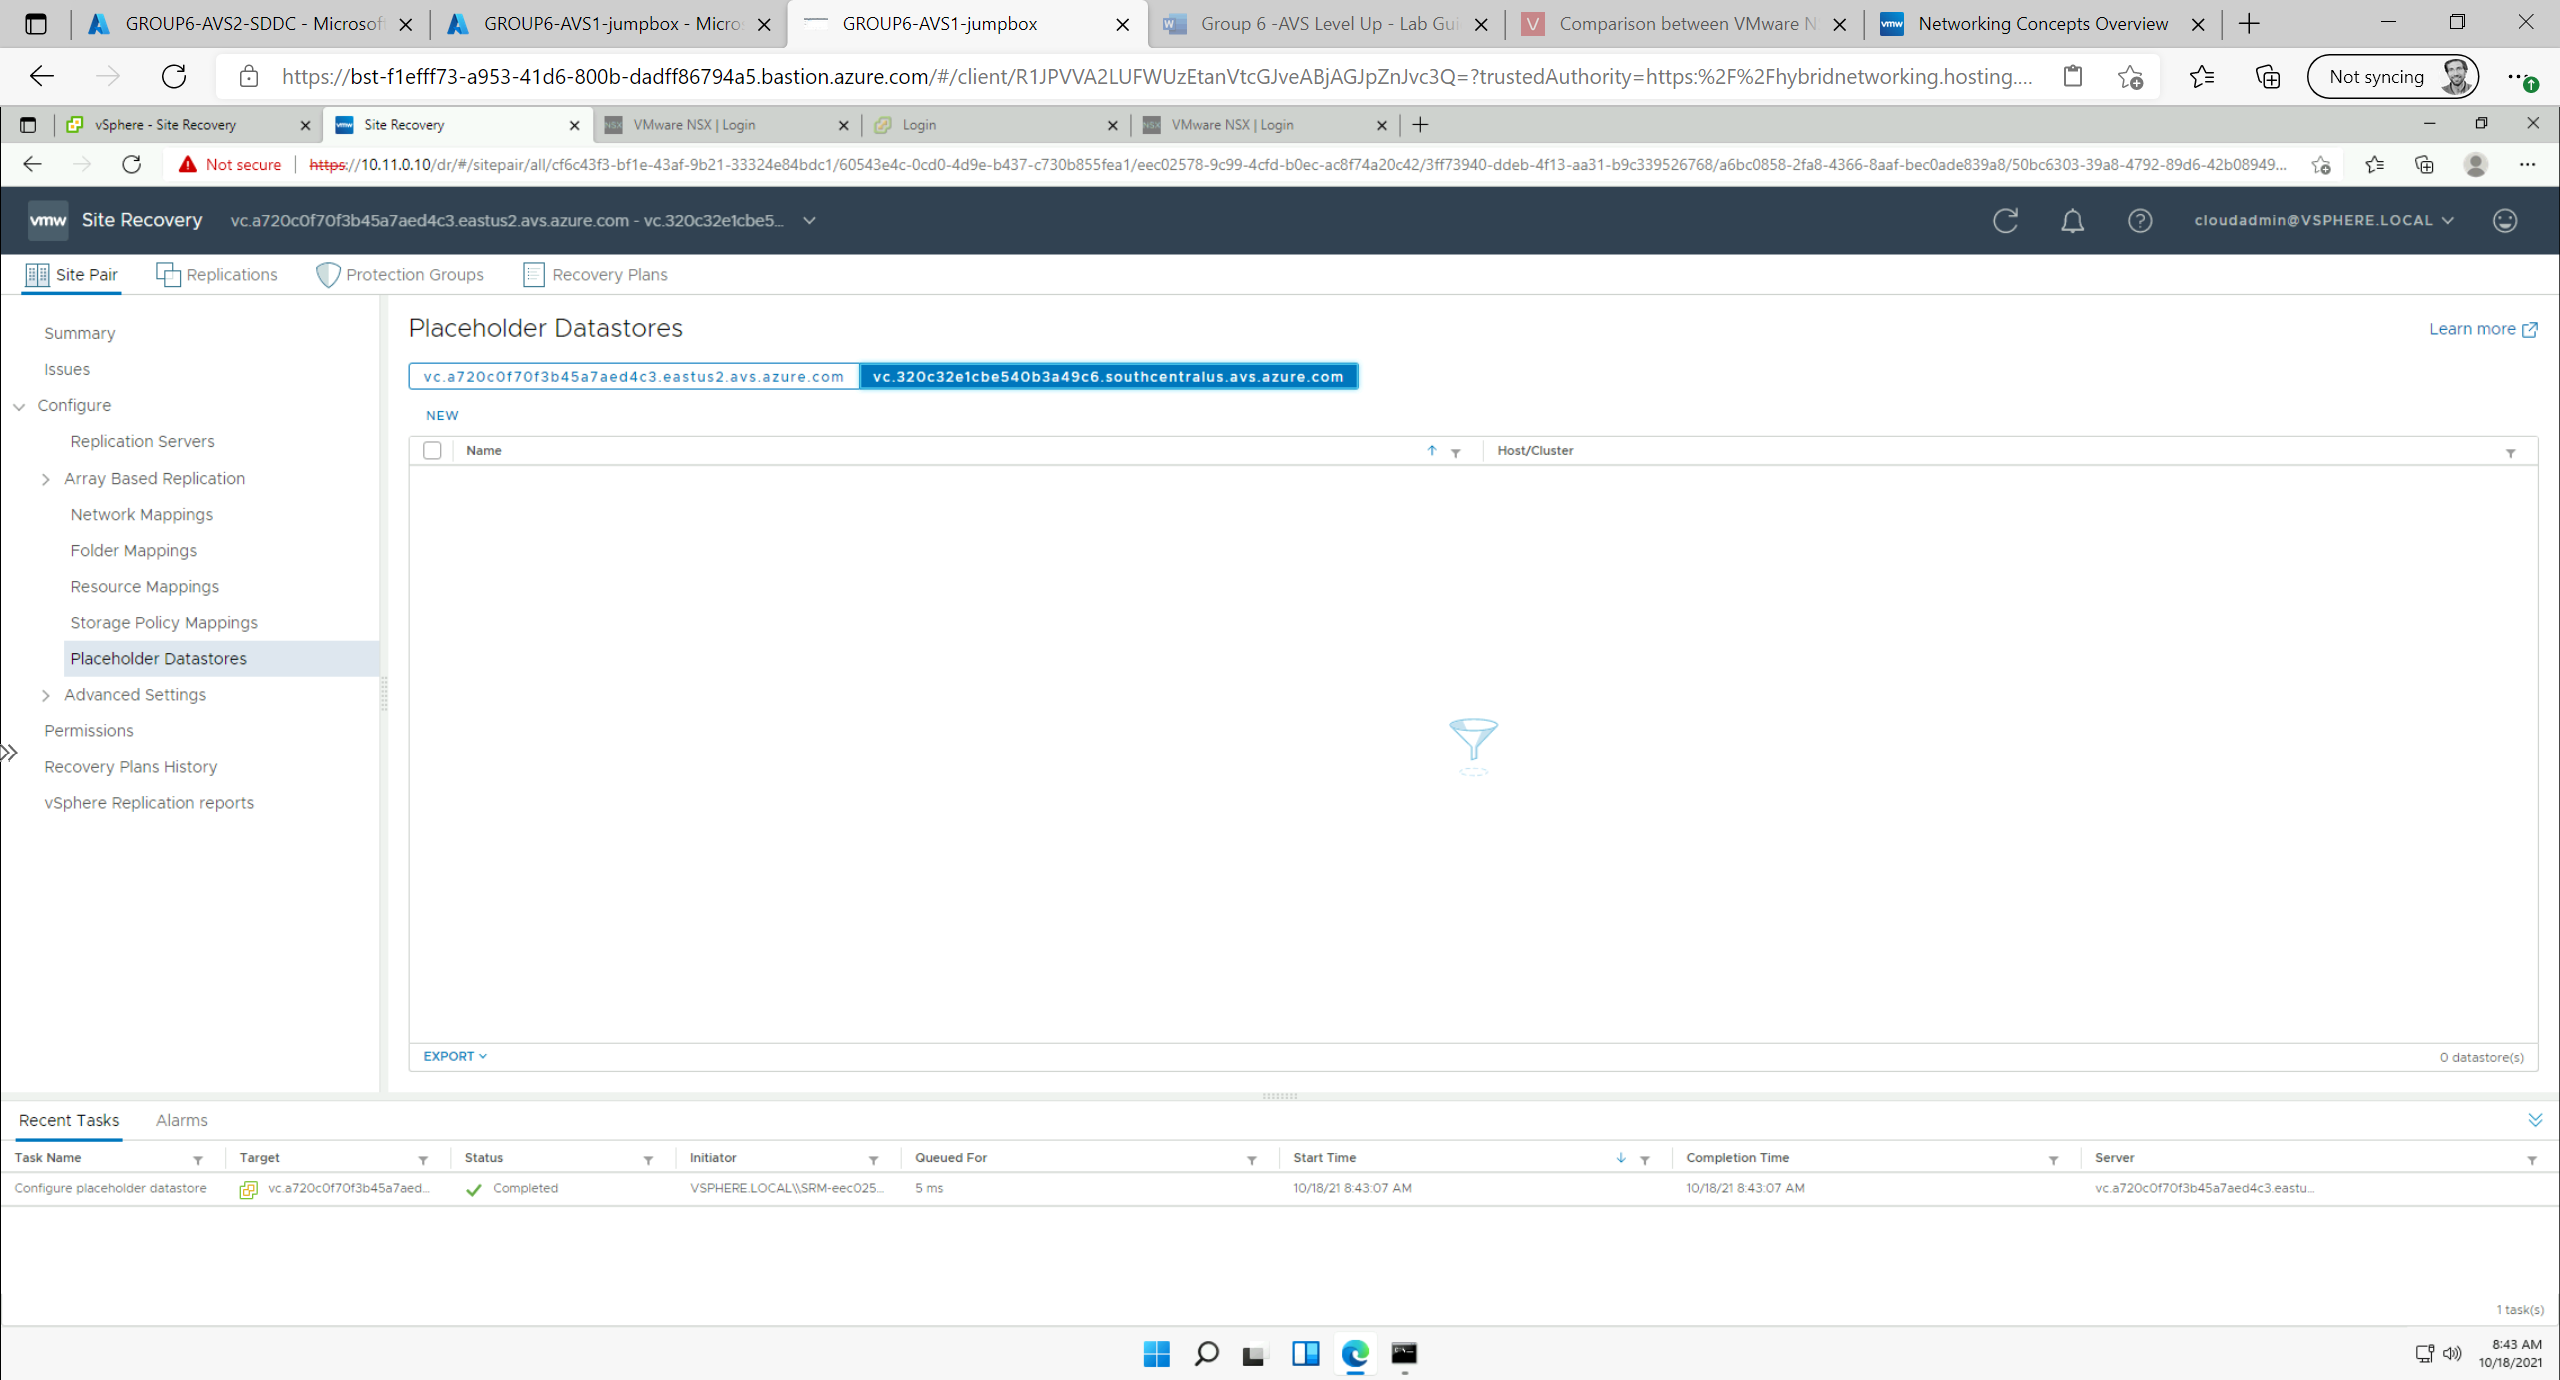 GROUP6-AVS2-SDDC - Microsoft
GROUP6-AVS1-jumpbox - Micro
GROUP6-AVS1-jumpbox
Group 6 -AVS Level Up - Lab Gui
Comparison between VMware N
Networking Concepts Overview
https://bst-f1efff73-a953-41d6-800b-dadff86794a5.bastion.azure.com/#/client/R1JPVVA2LUFWUzEtanVtcGJveABjAGJpZnJvc3Q=?trustedAuthority=https:%2F%2Fhybridnetworking.hosting....
Not syncing
vSphere - Site Recovery
Site Recovery
VMware NSX | Login
Login
VMware NSX | Login
Not secure
https://10.11.0.10/dr/#/sitepair/all/cf6c43f3-bf1e-43af-9b21-33324e84bdc1/60543e4c-0cd0-4d9e-b437-c730b855fea1/eec02578-9c99-4cfd-b0ec-ac8f74a20c42/3ff73940-ddeb-4f13-aa31-b9c339526768/a6bc0858-2fa8-4366-8aaf-bec0ade839a8/50bc6303-39a8-4792-89d6-42b08949...
vmw
Site Recovery
vc.a720c0f70f3b45a7aed4c3.eastus2.avs.azure.com - vc.320c32e1cbe5...
cloudadmin@VSPHERE.LOCAL
Site Pair
Replications
Protection Groups
Recovery Plans
Summary
Issues
Configure
Replication Servers
Array Based Replication
Network Mappings
Folder Mappings
Resource Mappings
Storage Policy Mappings
Placeholder Datastores
Advanced Settings
Permissions
Recovery Plans History
vSphere Replication reports
Placeholder Datastores
Learn more
vc.a720c0f70f3b45a7aed4c3.eastus2.avs.azure.com
vc.320c32e1cbe540b3a49c6.southcentralus.avs.azure.com
NEW
Name
Host/Cluster
EXPORT
0 datastore(s)
Recent Tasks
Alarms
Task Name
Target
Status
Initiator
Queued For
Start Time
Completion Time
Server
Configure placeholder datastore
vc.a720c0f70f3b45a7aed...
Completed
VSPHERE.LOCAL\\SRM-eec025...
5 ms
10/18/21 8:43:07 AM
10/18/21 8:43:07 AM
vc.a720c0f70f3b45a7aed4c3.eastu...
1 task(s)
8:43 AM
10/18/2021